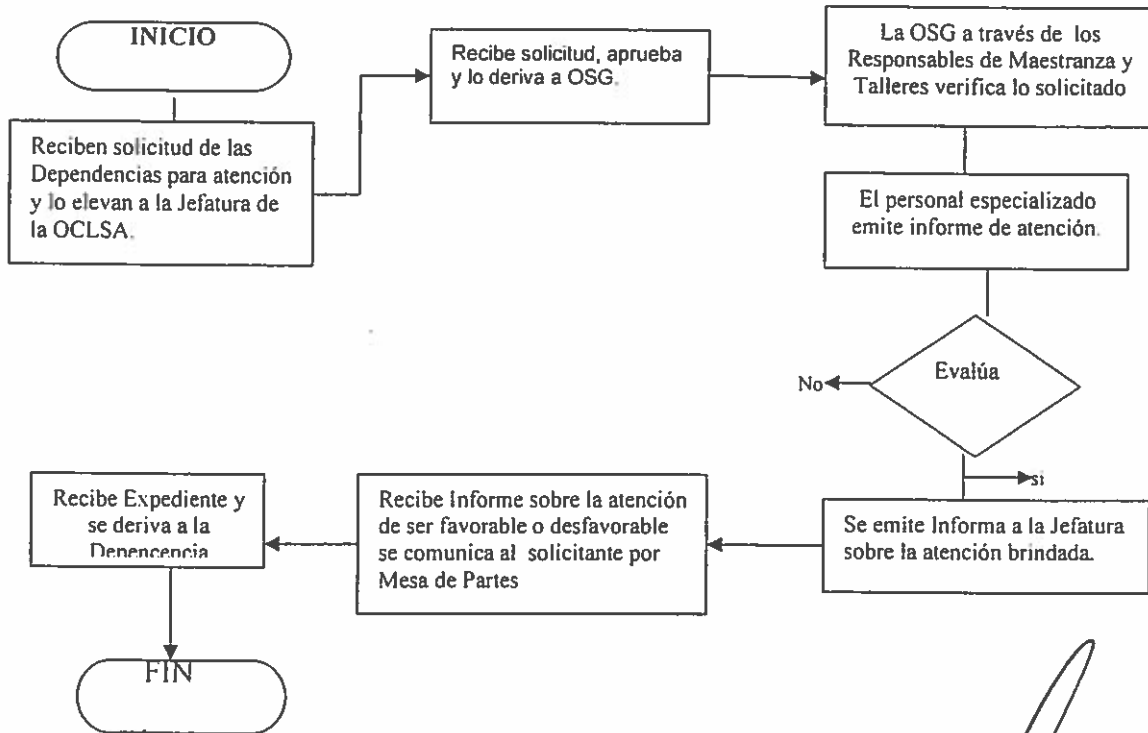 INICIO
Reciben solicitud de las
Dependencias para atención
y lo elevan a la Jefatura de
la OCLSA.
Recibe solicitud, aprueba
y lo deriva a OSG.
La OSG a través de los
Responsables de Maestranza y
Talleres verifica lo solicitado
El personal especializado
emite informe de atención.
Evalúa
No
si
Se emite Informa a la Jefatura
sobre la atención brindada.
Recibe Informe sobre la atención
de ser favorable o desfavorable
se comunica al solicitante por
Mesa de Partes
Recibe Expediente y
se deriva a la
Denencencia
FIN